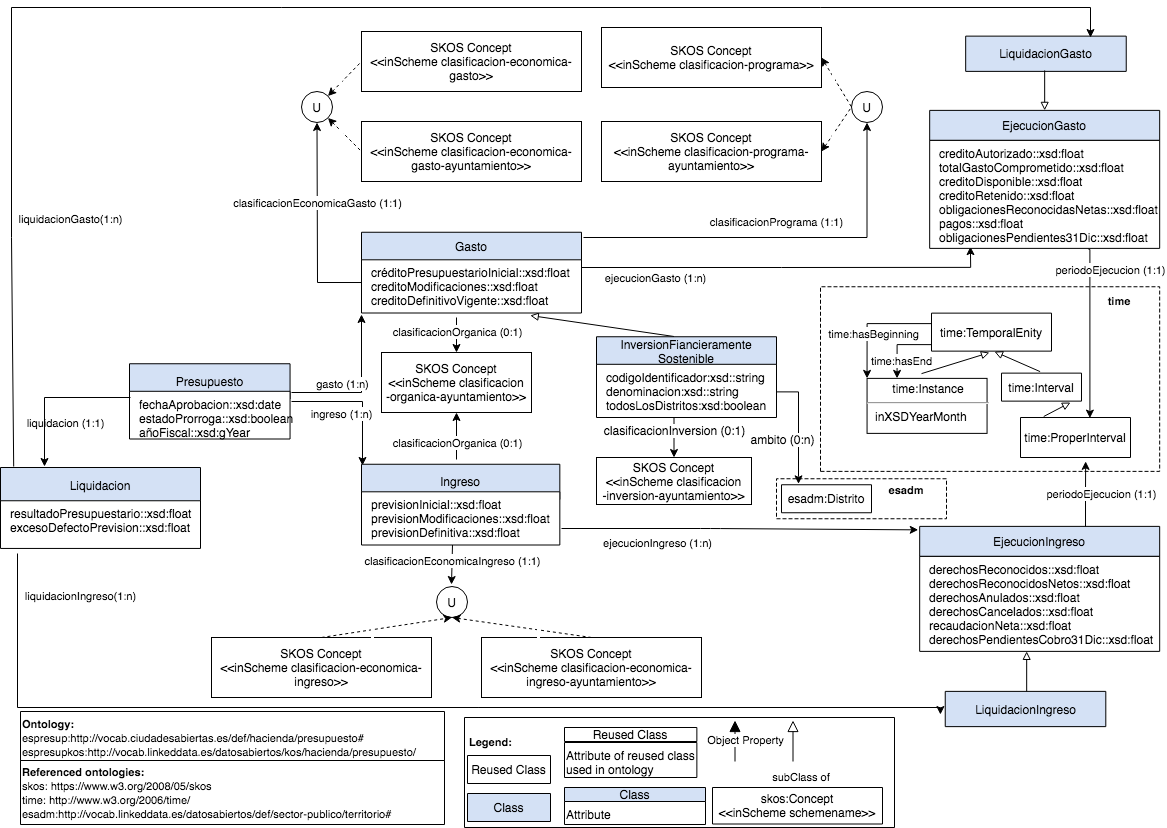 SKOS Concept
<<inScheme clasificacion-economica-
gasto>>
SKOS Concept
<<inScheme clasificacion-programa>>
LiquidacionGasto
U
U
SKOS Concept
<<inScheme clasificacion-economica-
gasto-ayuntamiento>>
SKOS Concept
<<inScheme clasificacion-programa-
ayuntamiento>>
EjecucionGasto
creditoAutorizado::xsd:float
totalGastoComprometido::xsd:float
creditoDisponible::xsd:float
creditoRetenido::xsd:float
obligacionesReconocidasNetas::xsd:float
pagos::xsd:float
obligacionesPendientes31Dic::xsd:float
liquidacionGasto(1:n)
clasificacionEconomicaGasto (1:1)
clasificacionPrograma (1:1)
Gasto
créditoPresupuestarioInicial::xsd:float
creditoModificaciones::xsd:float
creditoDefinitivoVigente::xsd:float
ejecucionGasto (1:n)
periodoEjecucion (1:1)
time
time:TemporalEnity
time:hasBeginning
time:hasEnd
time:Instance
inXSDYearMonth
time:Interval
time:ProperInterval
clasificacionOrganica (0:1)
SKOS Concept
<<inScheme clasificacion
-organica-ayuntamiento>>
clasificacionOrganica (0:1)
InversionFiancieramente
Sostenible
codigoIdentificador:xsd::string
denominacion:xsd::string
todosLosDistritos:xsd:boolean
clasificacionInversion (0:1)
ambito (0:n)
SKOS Concept
<<inScheme clasificacion
-inversion-ayuntamiento>>
esadm
esadm:Distrito
Presupuesto
fechaAprobacion::xsd:date
estadoProrroga::xsd:boolean
añoFiscal::xsd:gYear
gasto (1:n)
ingreso (1:n)
liquidacion (1:1)
Liquidacion
resultadoPresupuestario::xsd:float
excesoDefectoPrevision::xsd:float
Ingreso
previsionInicial::xsd:float
previsionModificaciones::xsd:float
previsionDefinitiva::xsd:float
ejecucionIngreso (1:n)
periodoEjecucion (1:1)
EjecucionIngreso
derechosReconocidos::xsd:float
derechosReconocidosNetos::xsd:float
derechosAnulados::xsd:float
derechosCancelados::xsd:float
recaudacionNeta::xsd:float
derechosPendientesCobro31Dic::xsd:float
clasificacionEconomicaIngreso (1:1)
U
liquidacionIngreso(1:n)
SKOS Concept
<<inScheme clasificacion-economica-
ingreso>>
SKOS Concept
<<inScheme clasificacion-economica-
ingreso-ayuntamiento>>
LiquidacionIngreso
Ontology:
espresup:http://vocab.ciudadesabiertas.es/def/hacienda/presupuesto#
espresupkos:http://vocab.linkeddata.es/datosabiertos/kos/hacienda/presupuesto/
Referenced ontologies:
skos: https://www.w3.org/2008/05/skos
time: http://www.w3.org/2006/time/
esadm:http://vocab.linkeddata.es/datosabiertos/def/sector-publico/territorio#
Legend:
Reused Class
Class
Reused Class
Attribute of reused class
used in ontology
Class
Attribute
Object Property
subClass of
skos:Concept
<<inScheme schemename>>